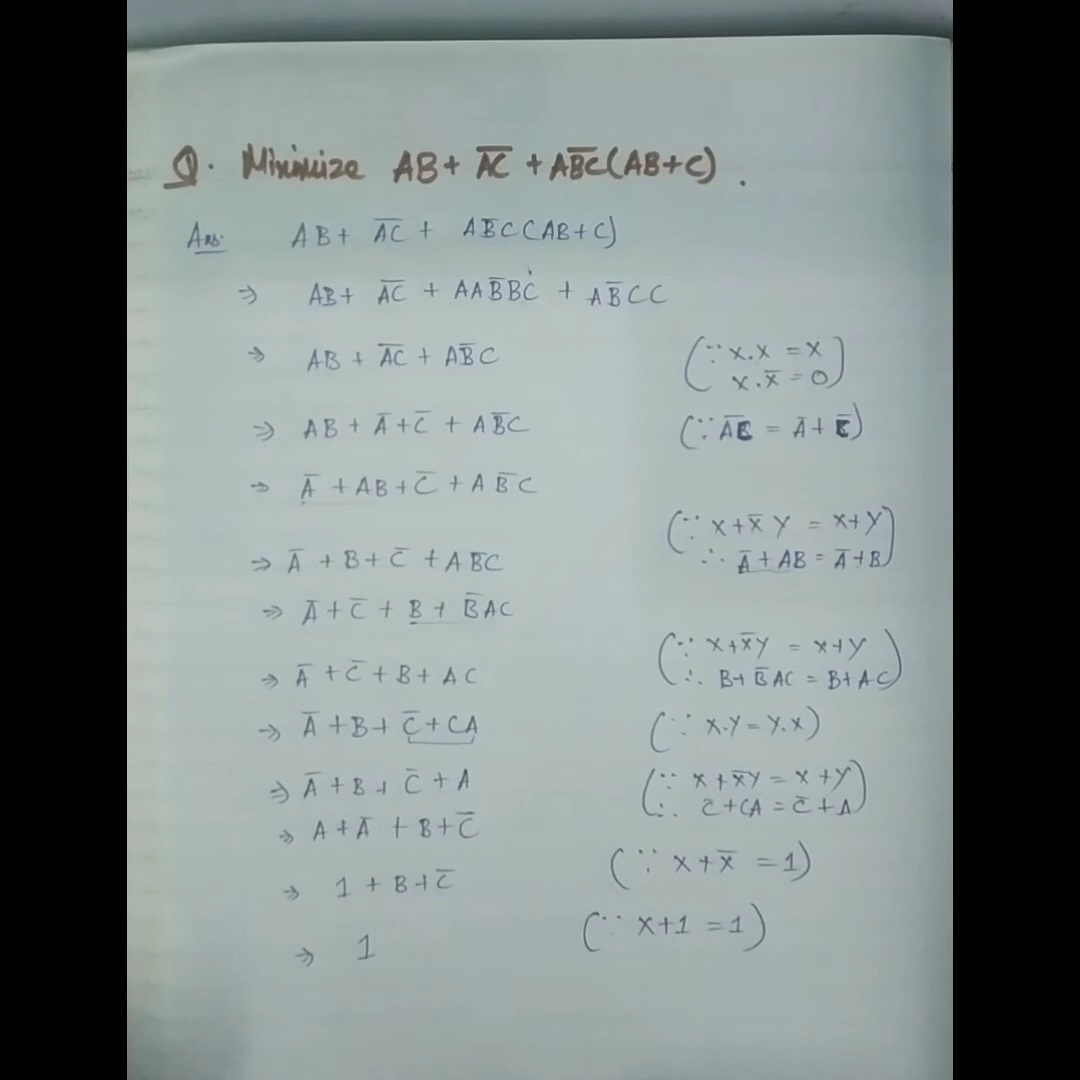 Q. Minimize AB + A̅C̅ + AB̅C̅(AB+C).
Ans. AB + A̅C̅ + AB̅C(AB+C)
⇒ AB + A̅C̅ + AAB̅BC + AB̅CC
⇒ AB + A̅C̅ + AB̅C (∵ x.x = x
x.x̅ = 0)
⇒ AB + A̅ + C̅ + AB̅C (∵ A̅C̅ = A̅ + C̅)
⇒ A̅ + AB + C̅ + AB̅C
(∵ x + x̅ y = x + y
⇒ A̅ + B + C̅ + AB̅C ∴ A̅ + AB = A̅ + B)
⇒ A̅ + C̅ + B + B̅AC
(∵ x + x̅y = x + y
⇒ A̅ + C̅ + B + AC ∴ B + B̅AC = B + AC)
⇒ A̅ + B + C̅ + CA (∵ x.y = y.x)
⇒ A̅ + B + C̅ + A (∵ x + x̅y = x + y
∴ C̅ + CA = C̅ + A)
⇒ A + A̅ + B + C̅
⇒ 1 + B + C̅ (∵ x + x̅ = 1)
⇒ 1 (∵ x + 1 = 1)